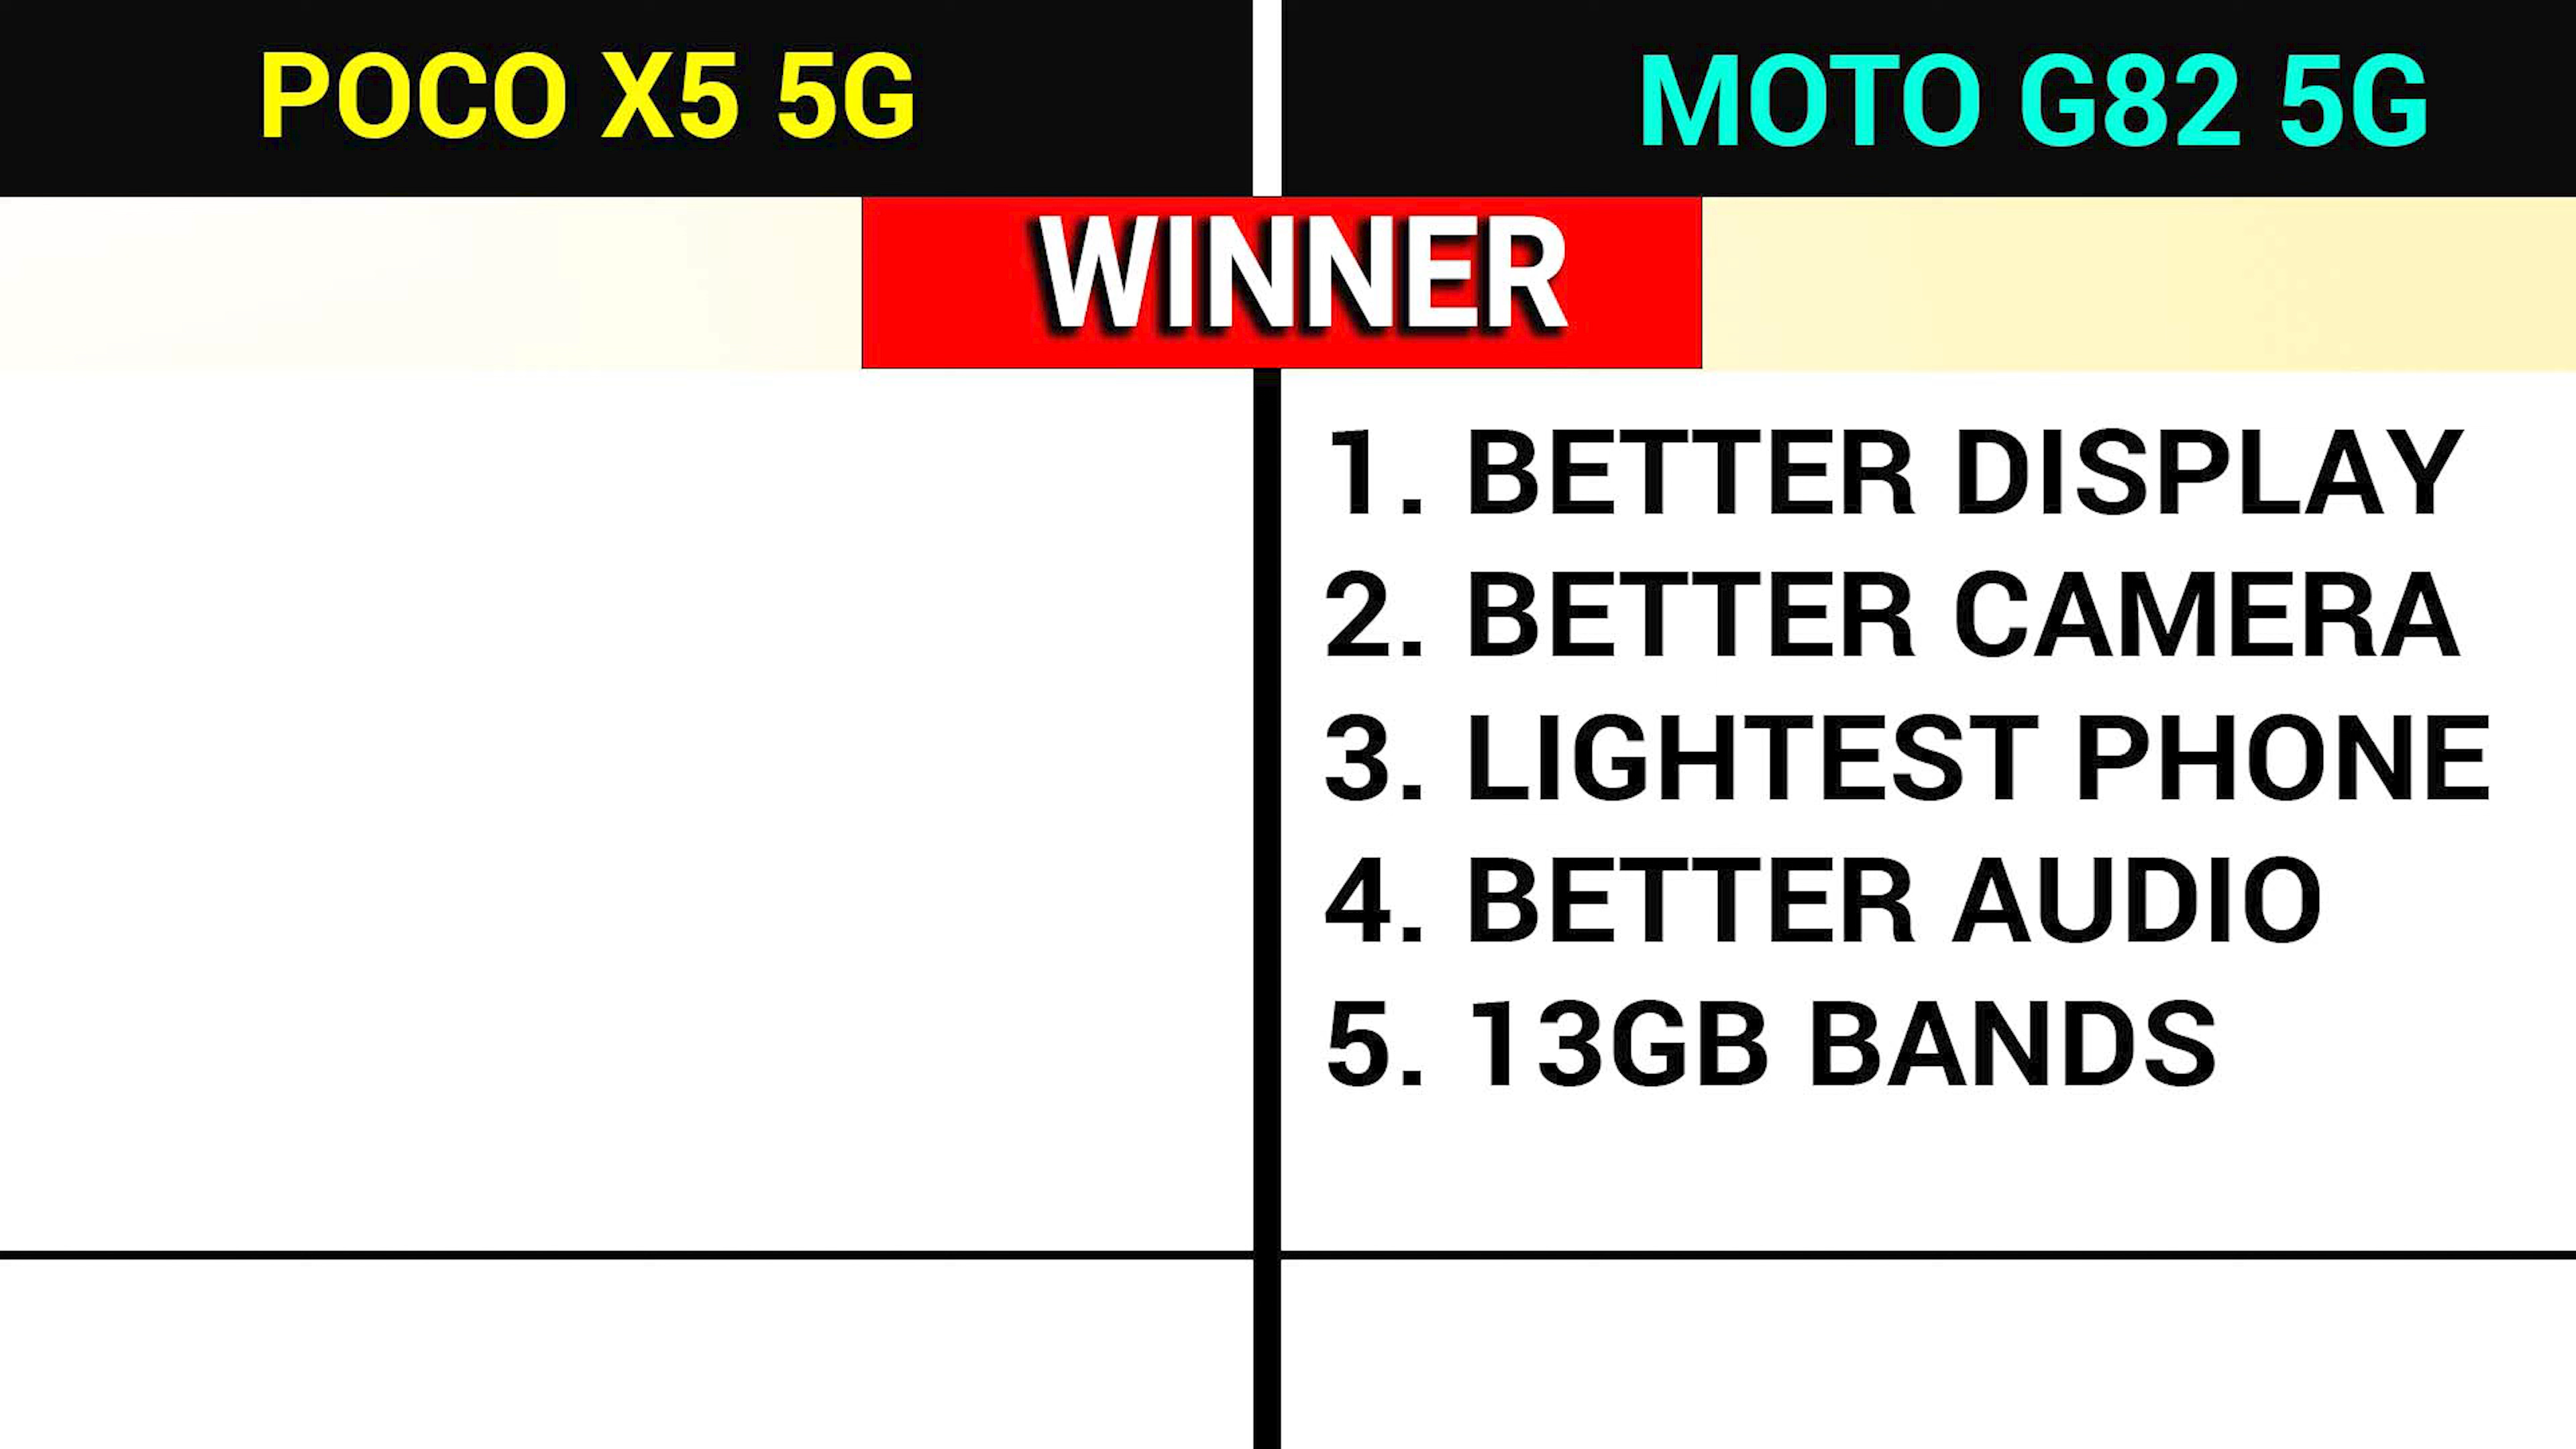 POCO X5 5G
MOTO G82 5G
WINNER
1. BETTER DISPLAY
2. BETTER CAMERA
3. LIGHTEST PHONE
4. BETTER AUDIO
5. 13GB BANDS